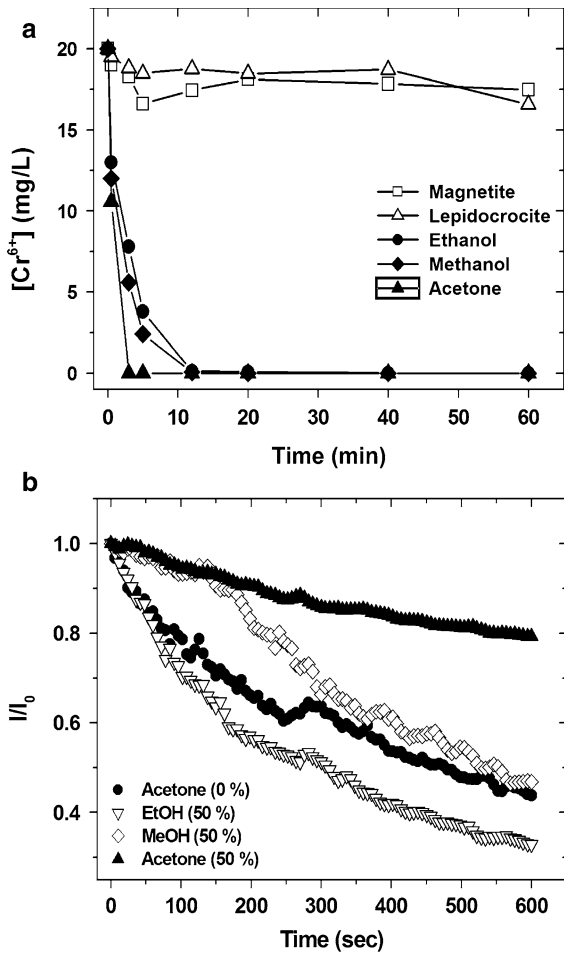 a
20
15
10
5
0
[Cr6+] (mg/L)
Magnetite
Lepidocrocite
Ethanol
Methanol
Acetone
0 10 20 30 40 50 60
Time (min)
b
1.0
0.8
0.6
0.4
I/I0
Acetone (0 %)
EtOH (50 %)
MeOH (50 %)
Acetone (50 %)
0 100 200 300 400 500 600
Time (sec)